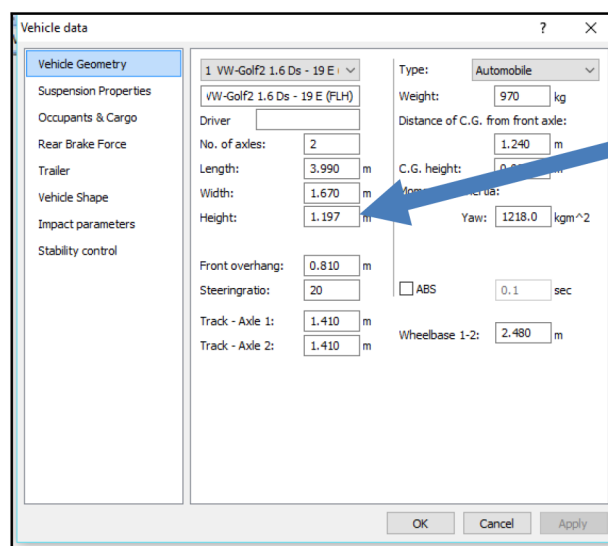 Vehicle data ? X
Vehicle Geometry
Suspension Properties
Occupants & Cargo
Rear Brake Force
Trailer
Vehicle Shape
Impact parameters
Stability control
1 VW-Golf2 1.6 Ds - 19 E
VW-Golf2 1.6 Ds - 19 E (FLH)
Driver
No. of axles: 2
Length: 3.990 m
Width: 1.670 m
Height: 1.197 m
Front overhang: 0.810 m
Steeringratio: 20
Track - Axle 1: 1.410 m
Track - Axle 2: 1.410 m
Type: Automobile
Weight: 970 kg
Distance of C.G. from front axle:
1.240 m
C.G. height:
Yaw: 1218.0 kgm^2
ABS 0.1 sec
Wheelbase 1-2: 2.480 m
OK Cancel Apply